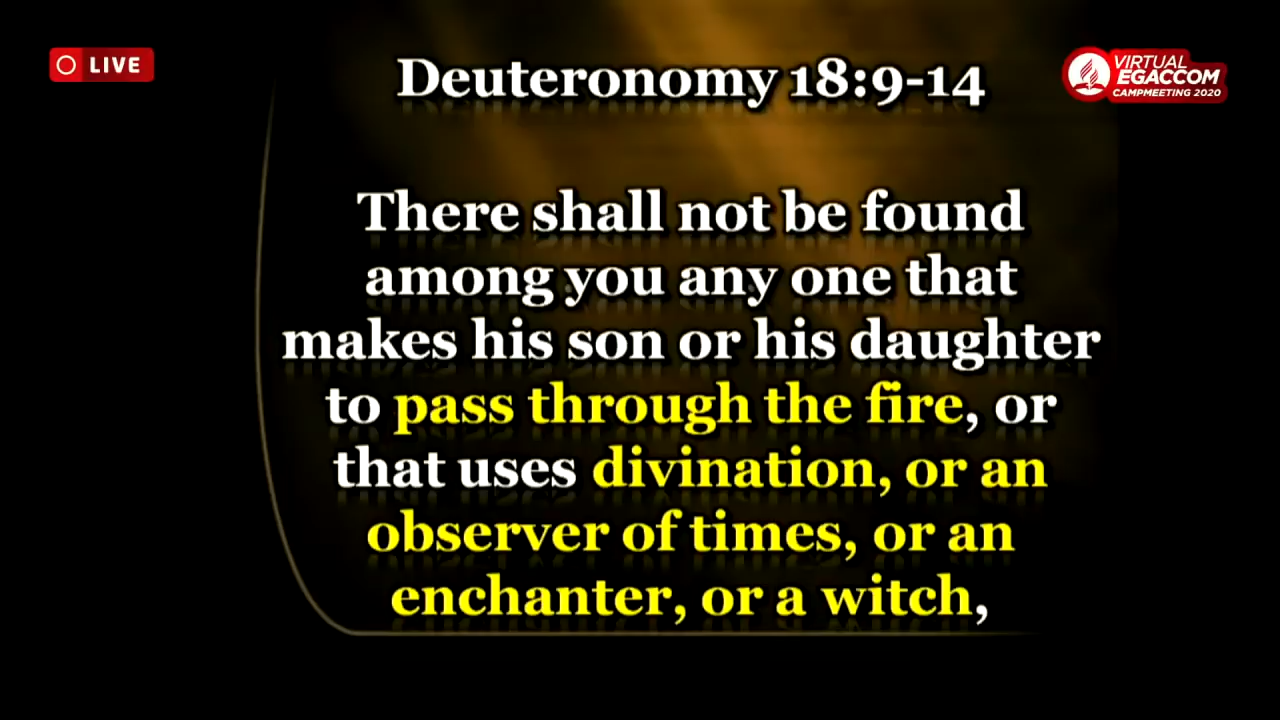 LIVE
VIRTUAL
EGACCOM
CAMPMEETING 2020
Deuteronomy 18:9-14
There shall not be found
among you any one that
makes his son or his daughter
to pass through the fire, or
that uses divination, or an
observer of times, or an
enchanter, or a witch,